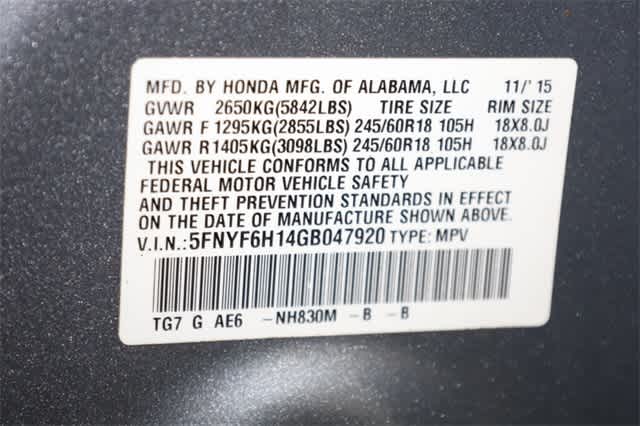 MFD. BY HONDA MFG. OF ALABAMA, LLC 11/'15
GVWR 2650KG(5842LBS) TIRE SIZE RIM SIZE
GAWR F 1295KG(2855LBS) 245/60R18 105H 18X8.0J
GAWR R 1405KG(3098LBS) 245/60R18 105H 18X8.0J
THIS VEHICLE CONFORMS TO ALL APPLICABLE
FEDERAL MOTOR VEHICLE SAFETY
AND THEFT PREVENTION STANDARDS IN EFFECT
ON THE DATE OF MANUFACTURE SHOWN ABOVE.
V.I.N.: 5FNYF6H14GB047920 TYPE: MPV
TG7 G AE6 -NH830M -B -B